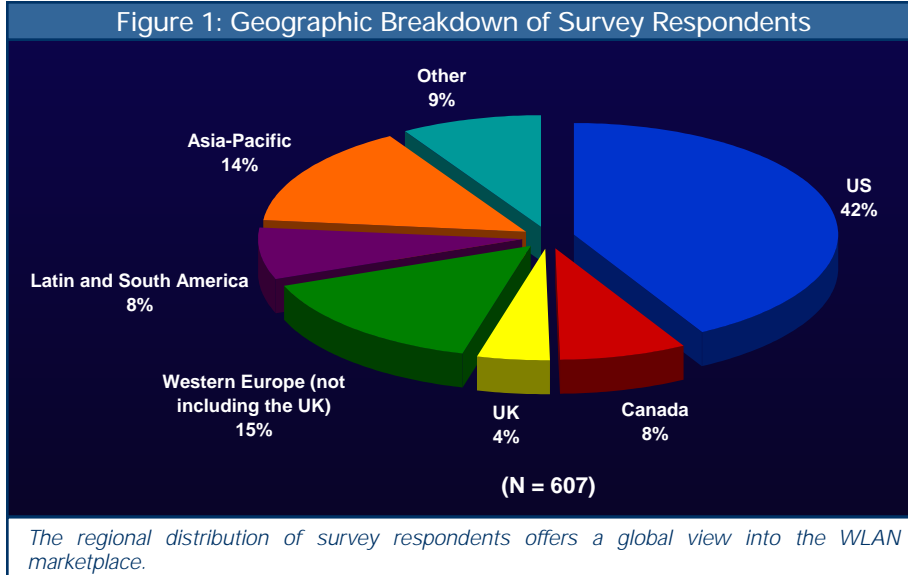 Figure 1: Geographic Breakdown of Survey Respondents
Other
9%
Asia-Pacific
14%
US
42%
Latin and South America
8%
Western Europe (not
including the UK)
15%
UK
4%
Canada
8%
(N = 607)
The regional distribution of survey respondents offers a global view into the WLAN
marketplace.